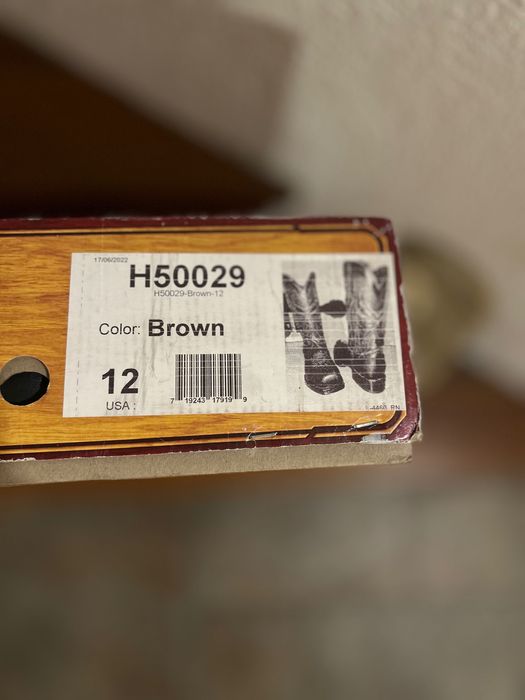 17/06/2022
H50029
H50029-Brown-12
Color: Brown
12
USA :
7 19243 17919 9